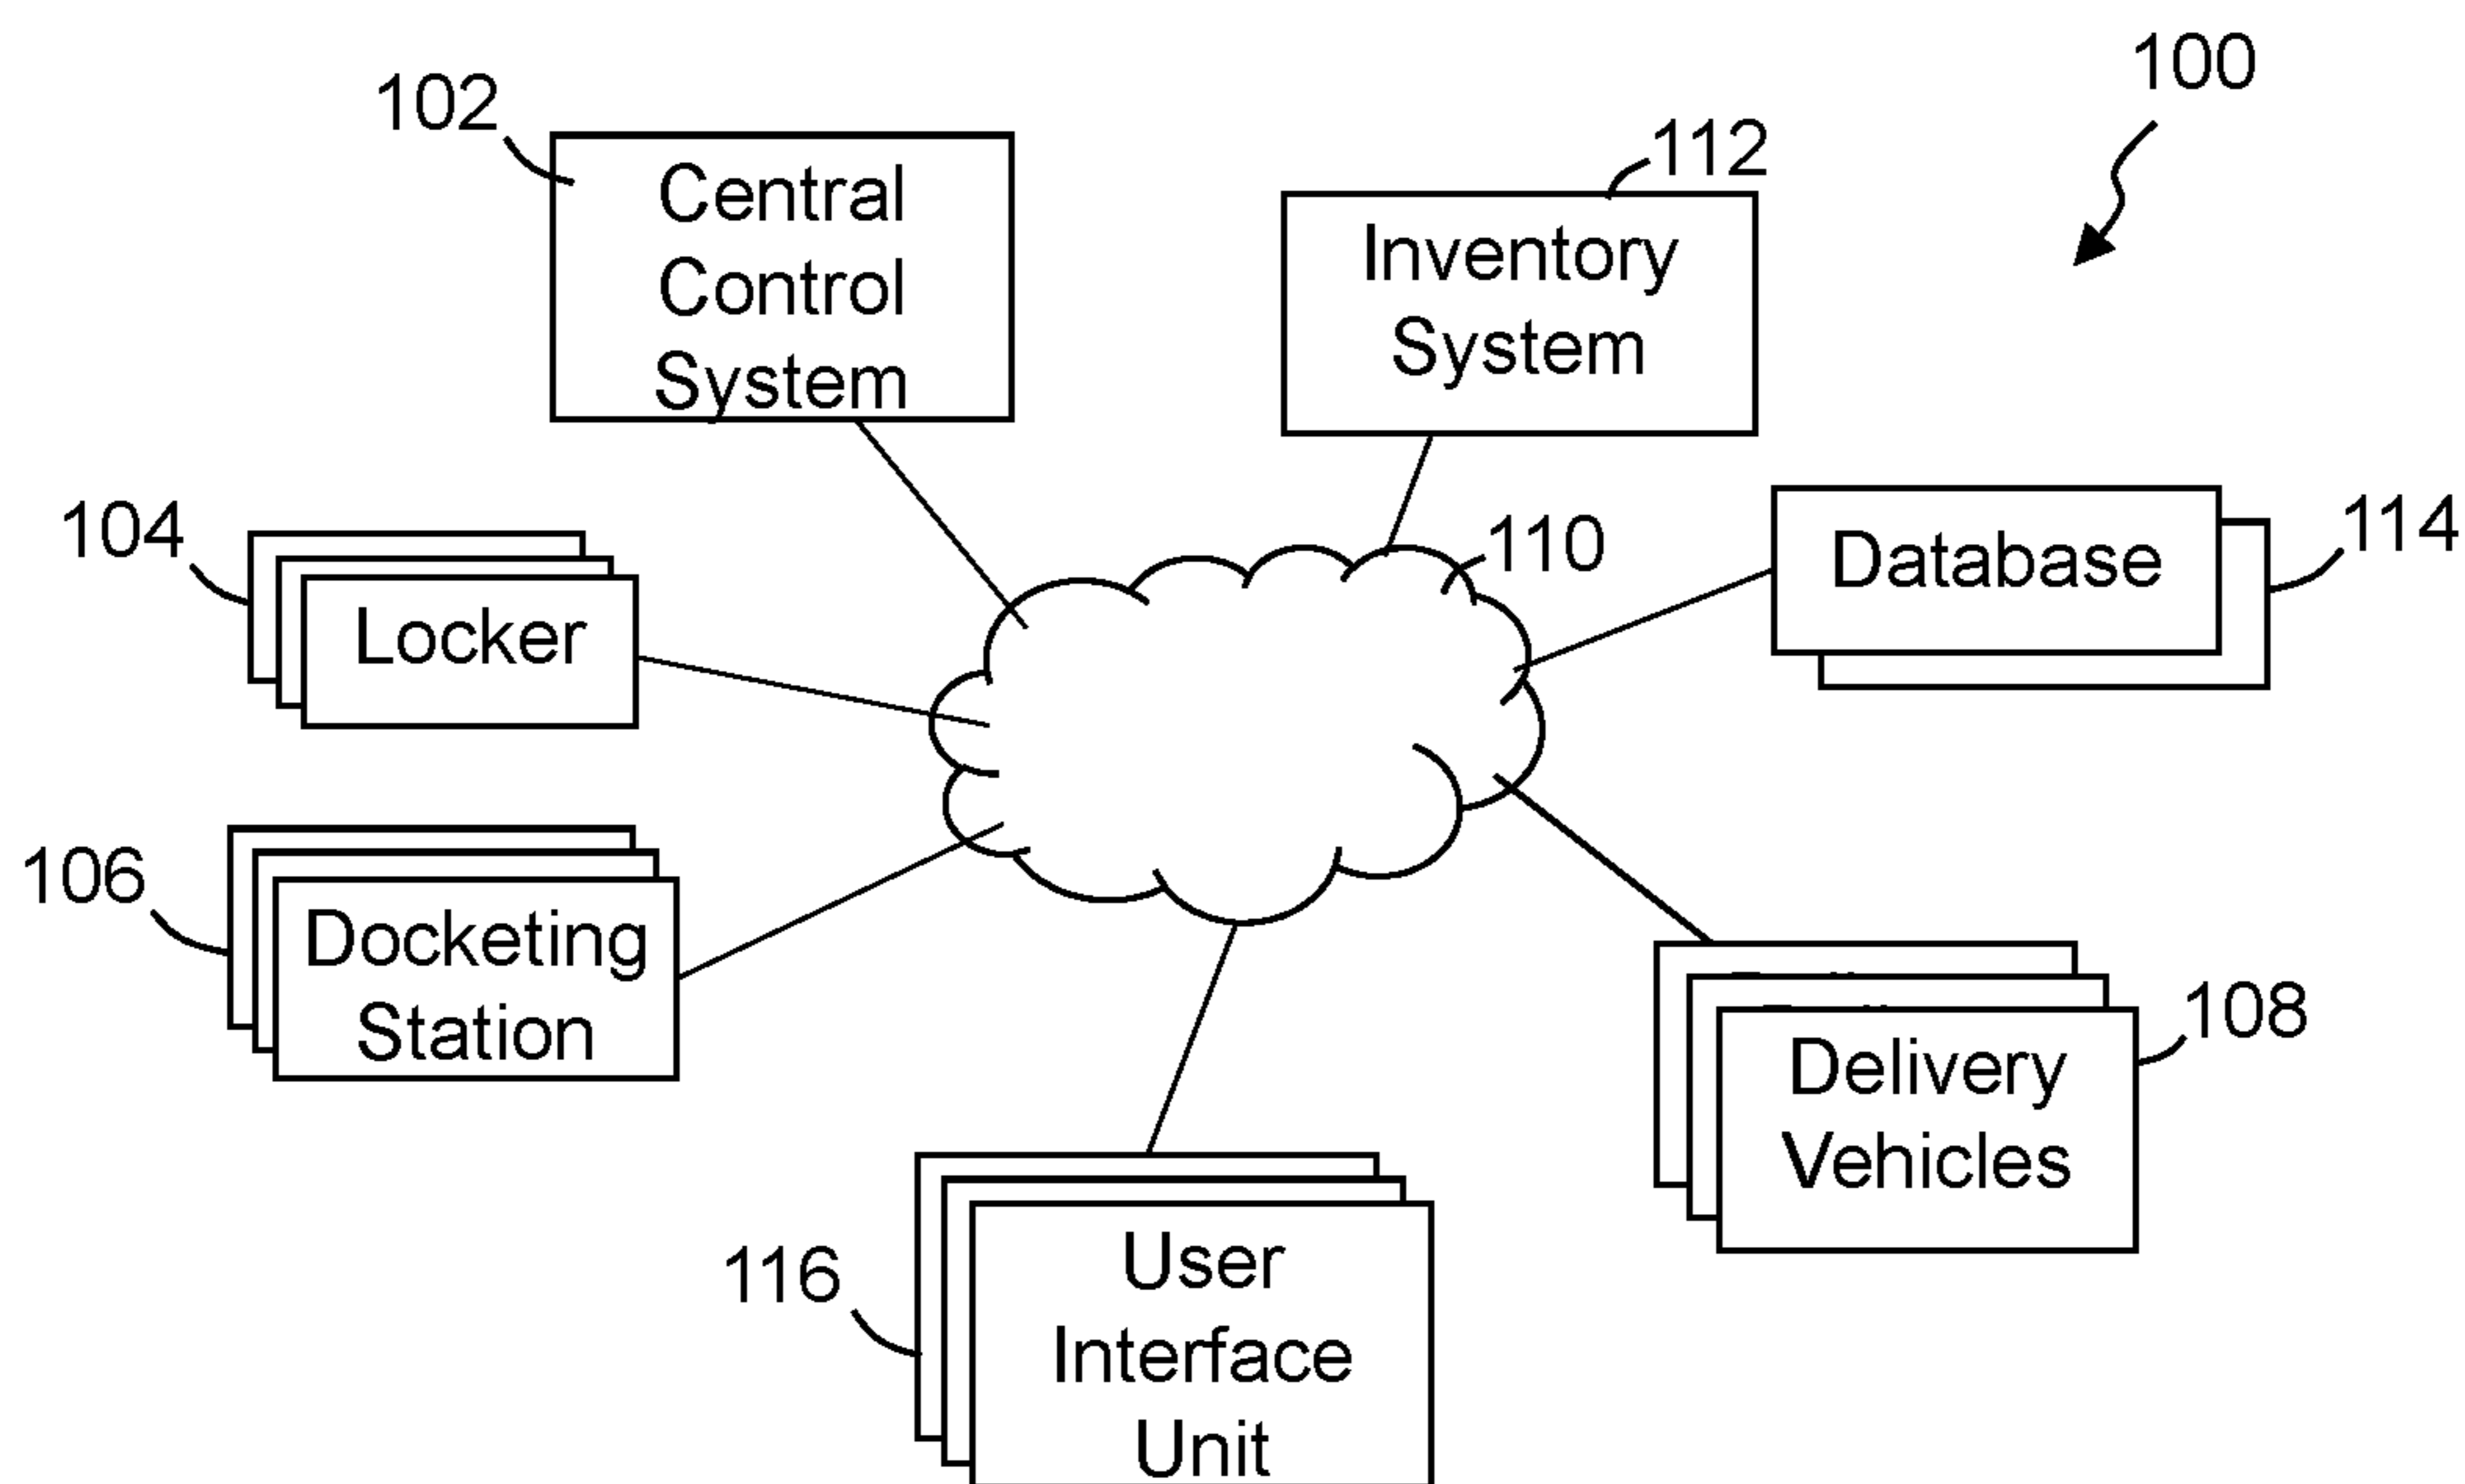 100
102
Central
Control
System
112
Inventory
System
104
Locker
110
Database
114
106
Docketing
Station
108
Delivery
Vehicles
116
User
Interface
Unit